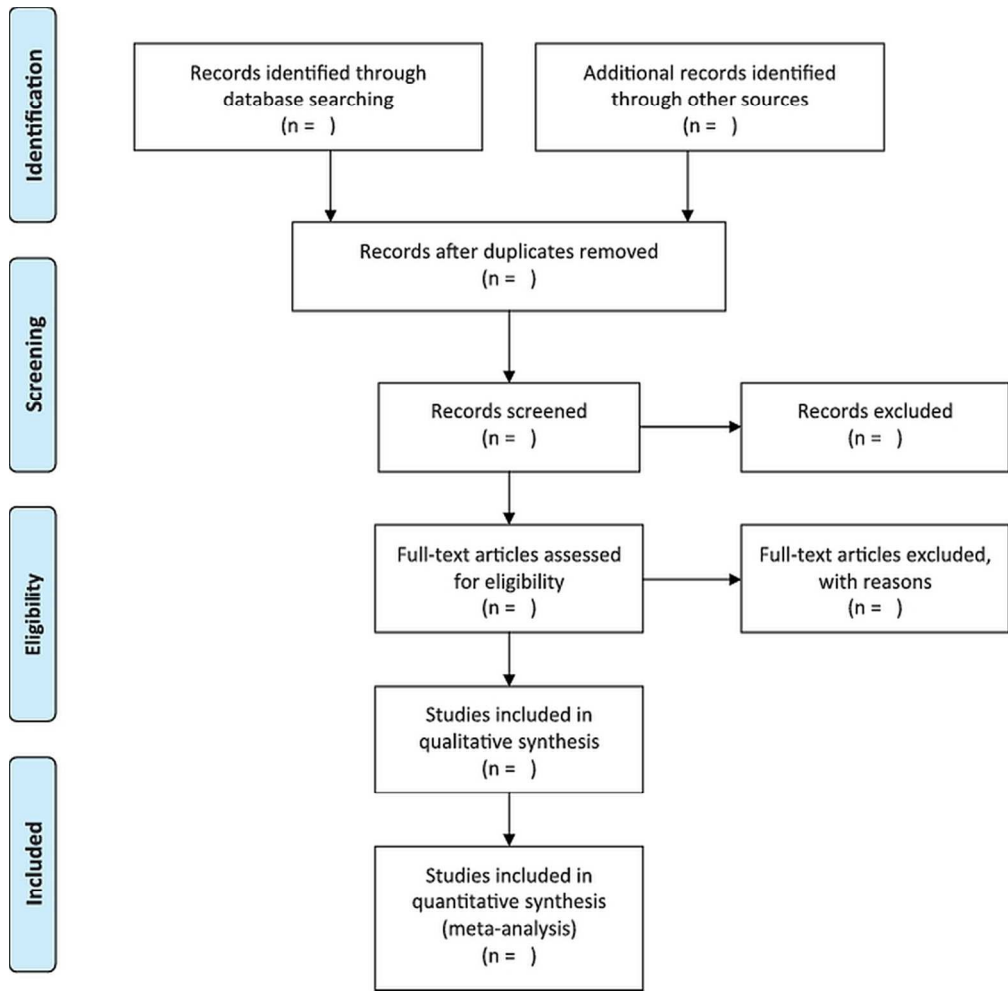 Identification
Records identified through
database searching
(n =   )
Additional records identified
through other sources
(n =   )
Records after duplicates removed
(n =   )
Screening
Records screened
(n =   )
Records excluded
(n =   )
Eligibility
Full-text articles assessed
for eligibility
(n =   )
Full-text articles excluded,
with reasons
(n =   )
Studies included in
qualitative synthesis
(n =   )
Included
Studies included in
quantitative synthesis
(meta-analysis)
(n =   )